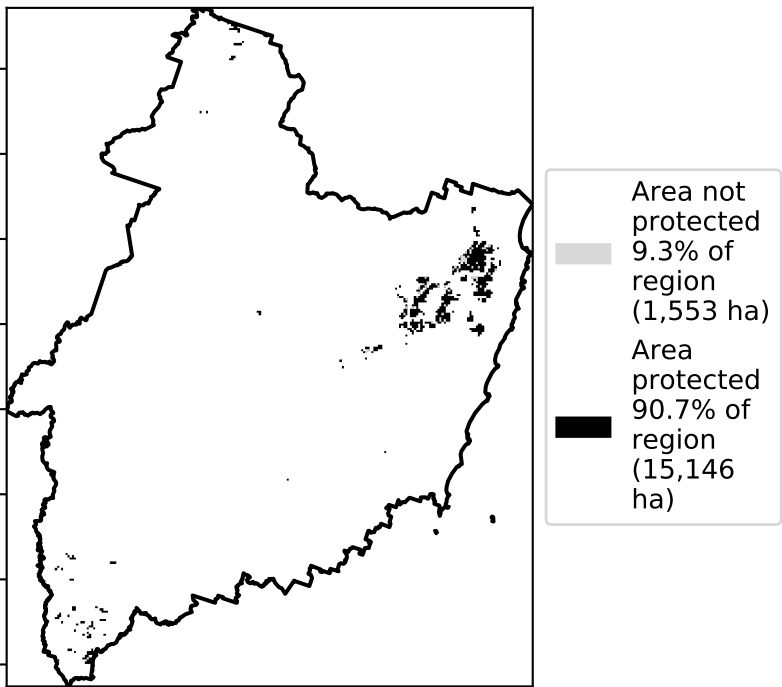 Area not
protected
9.3% of
region
(1,553 ha)
Area
protected
90.7% of
region
(15,146
ha)